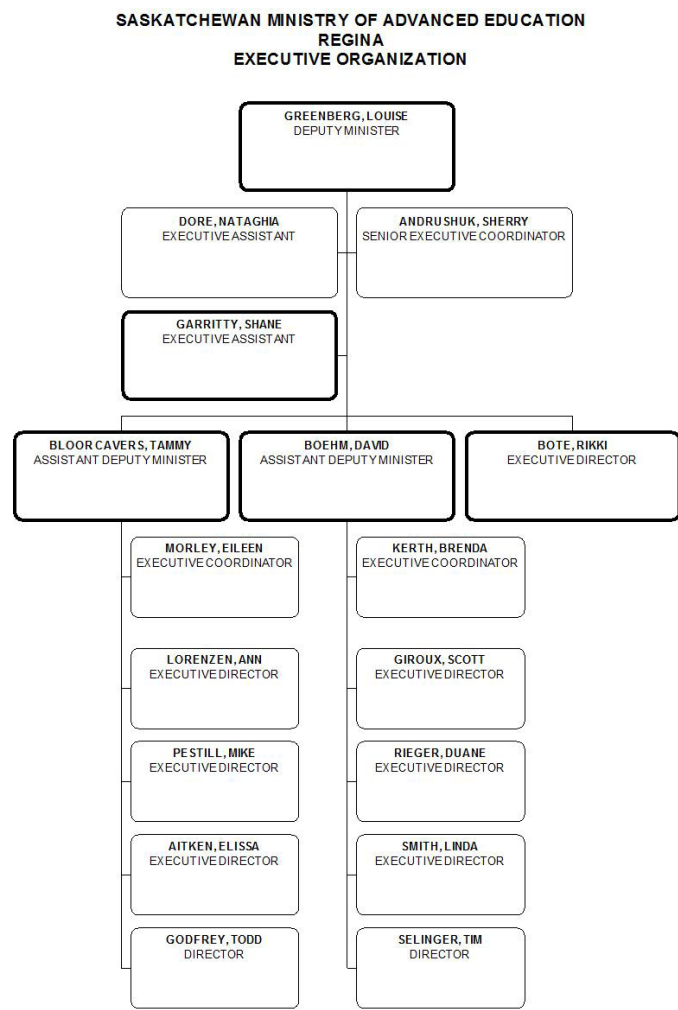 SASKATCHEWAN MINISTRY OF ADVANCED EDUCATION
REGINA
EXECUTIVE ORGANIZATION
GREENBERG, LOUISE
DEPUTY MINISTER
DORE, NATAGHIA
EXECUTIVE ASSISTANT
ANDRUSHUK, SHERRY
SENIOR EXECUTIVE COORDINATOR
GARRITTY, SHANE
EXECUTIVE ASSISTANT
BLOOR CAVERS, TAMMY
ASSISTANT DEPUTY MINISTER
BOEHM, DAVID
ASSISTANT DEPUTY MINISTER
BOTE, RIKKI
EXECUTIVE DIRECTOR
MORLEY, EILEEN
EXECUTIVE COORDINATOR
KERTH, BRENDA
EXECUTIVE COORDINATOR
LORENZEN, ANN
EXECUTIVE DIRECTOR
GIROUX, SCOTT
EXECUTIVE DIRECTOR
PESTILL, MIKE
EXECUTIVE DIRECTOR
RIEGER, DUANE
EXECUTIVE DIRECTOR
AITKEN, ELISSA
EXECUTIVE DIRECTOR
SMITH, LINDA
EXECUTIVE DIRECTOR
GODFREY, TODD
DIRECTOR
SELINGER, TIM
DIRECTOR